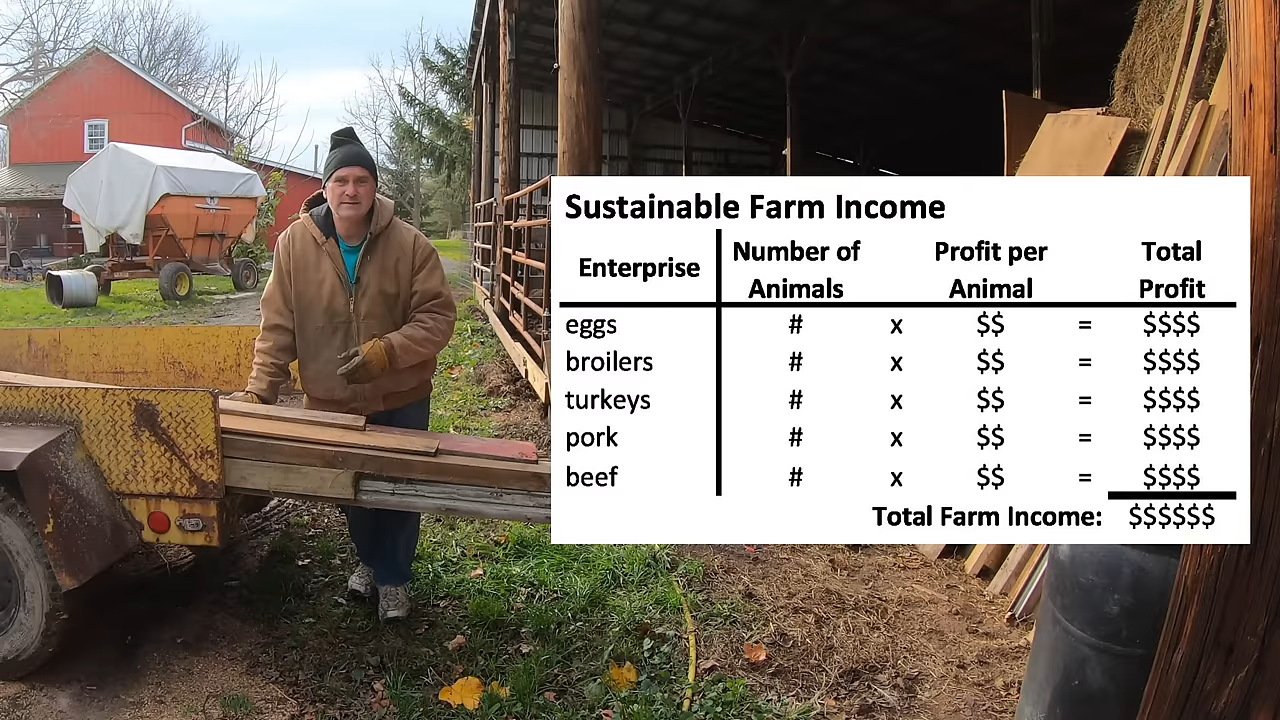 Sustainable Farm Income
Enterprise Number of Animals Profit per Animal Total Profit
eggs # x $$ = $$$$
broilers # x $$ = $$$$
turkeys # x $$ = $$$$
pork # x $$ = $$$$
beef # x $$ = $$$$
Total Farm Income: $$$$$$